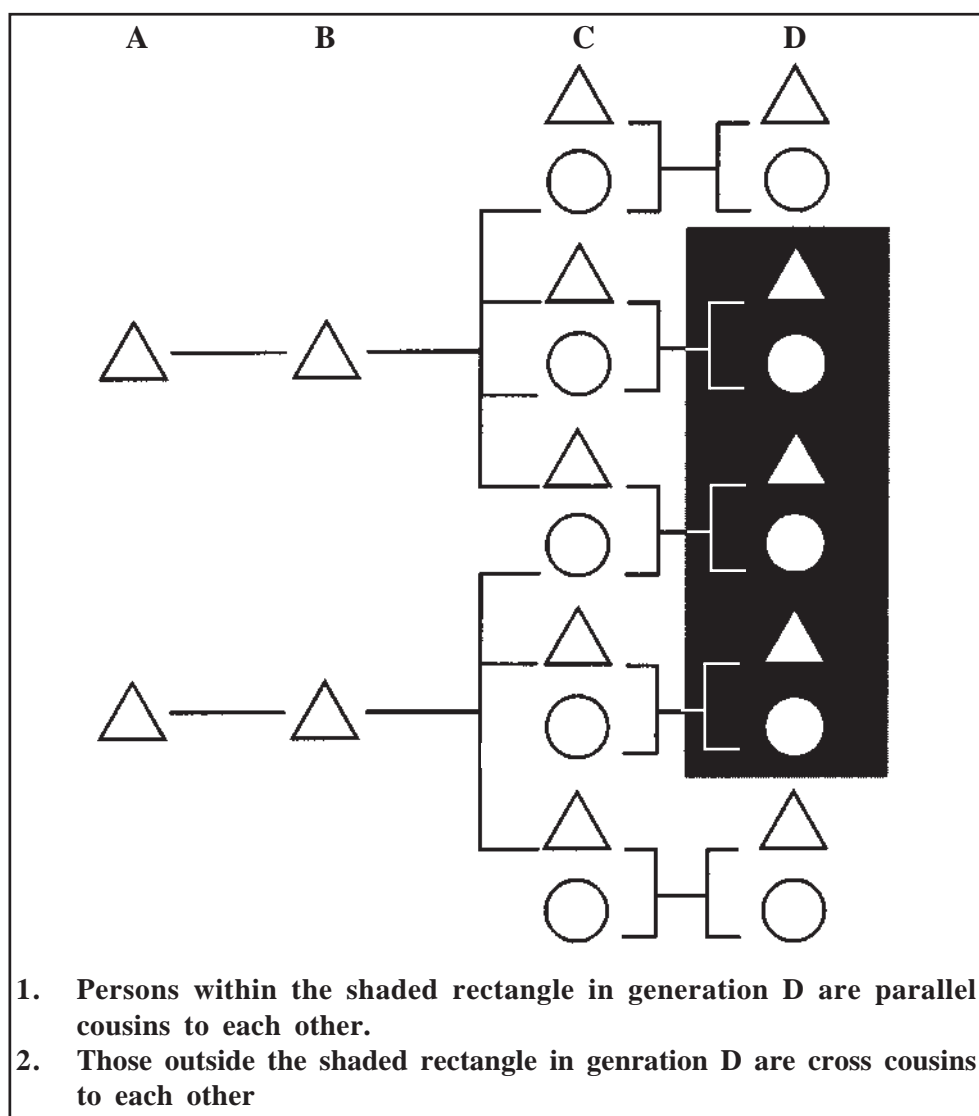 A B C D
1. Persons within the shaded rectangle in generation D are parallel
cousins to each other.
2. Those outside the shaded rectangle in genration D are cross cousins
to each other